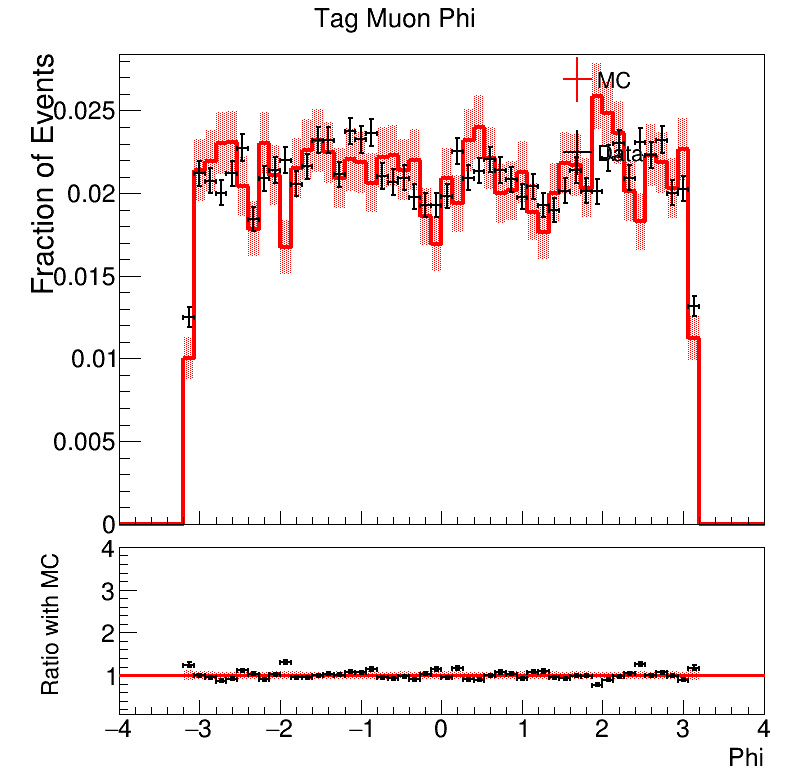 Tag Muon Phi
Fraction of Events
0.025
0.02
0.015
0.01
0.005
0
MC
Data
Ratio with MC
4
3
2
1
−4 −3 −2 −1 0 1 2 3 4
Phi